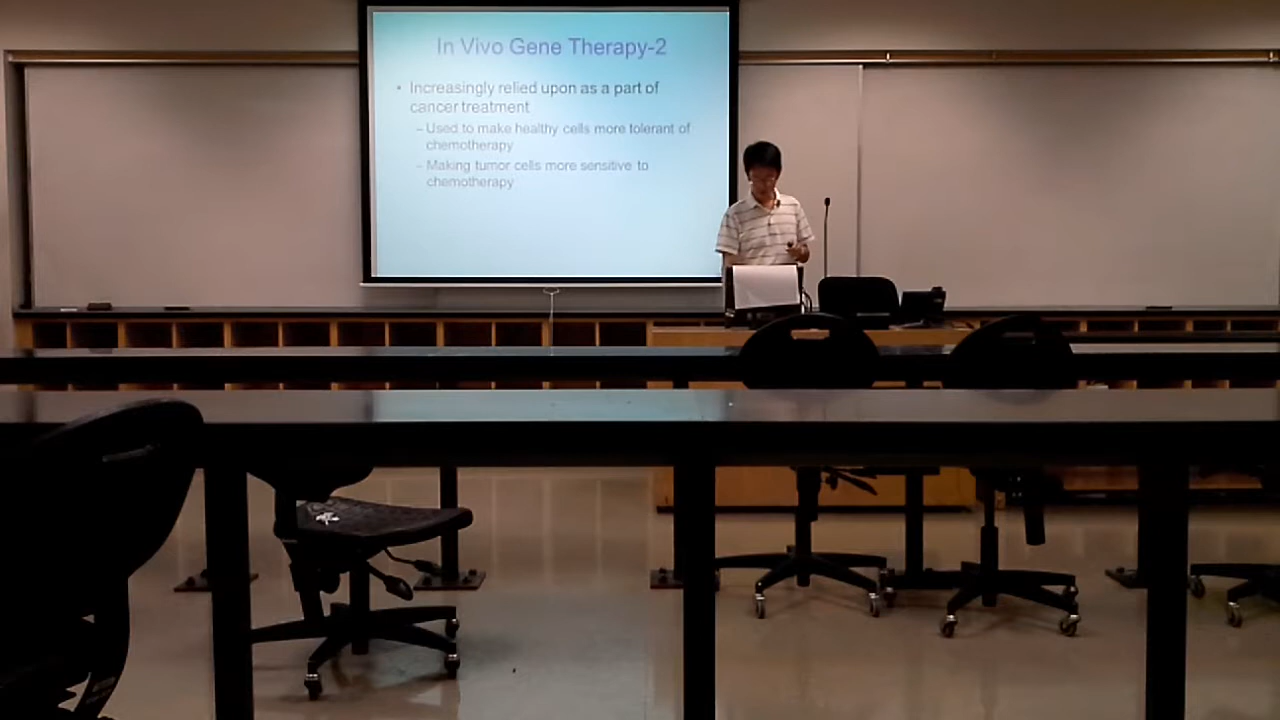 In Vivo Gene Therapy-2
• Increasingly relied upon as a part of
cancer treatment
– Used to make healthy cells more tolerant of
chemotherapy
– Making tumor cells more sensitive to
chemotherapy